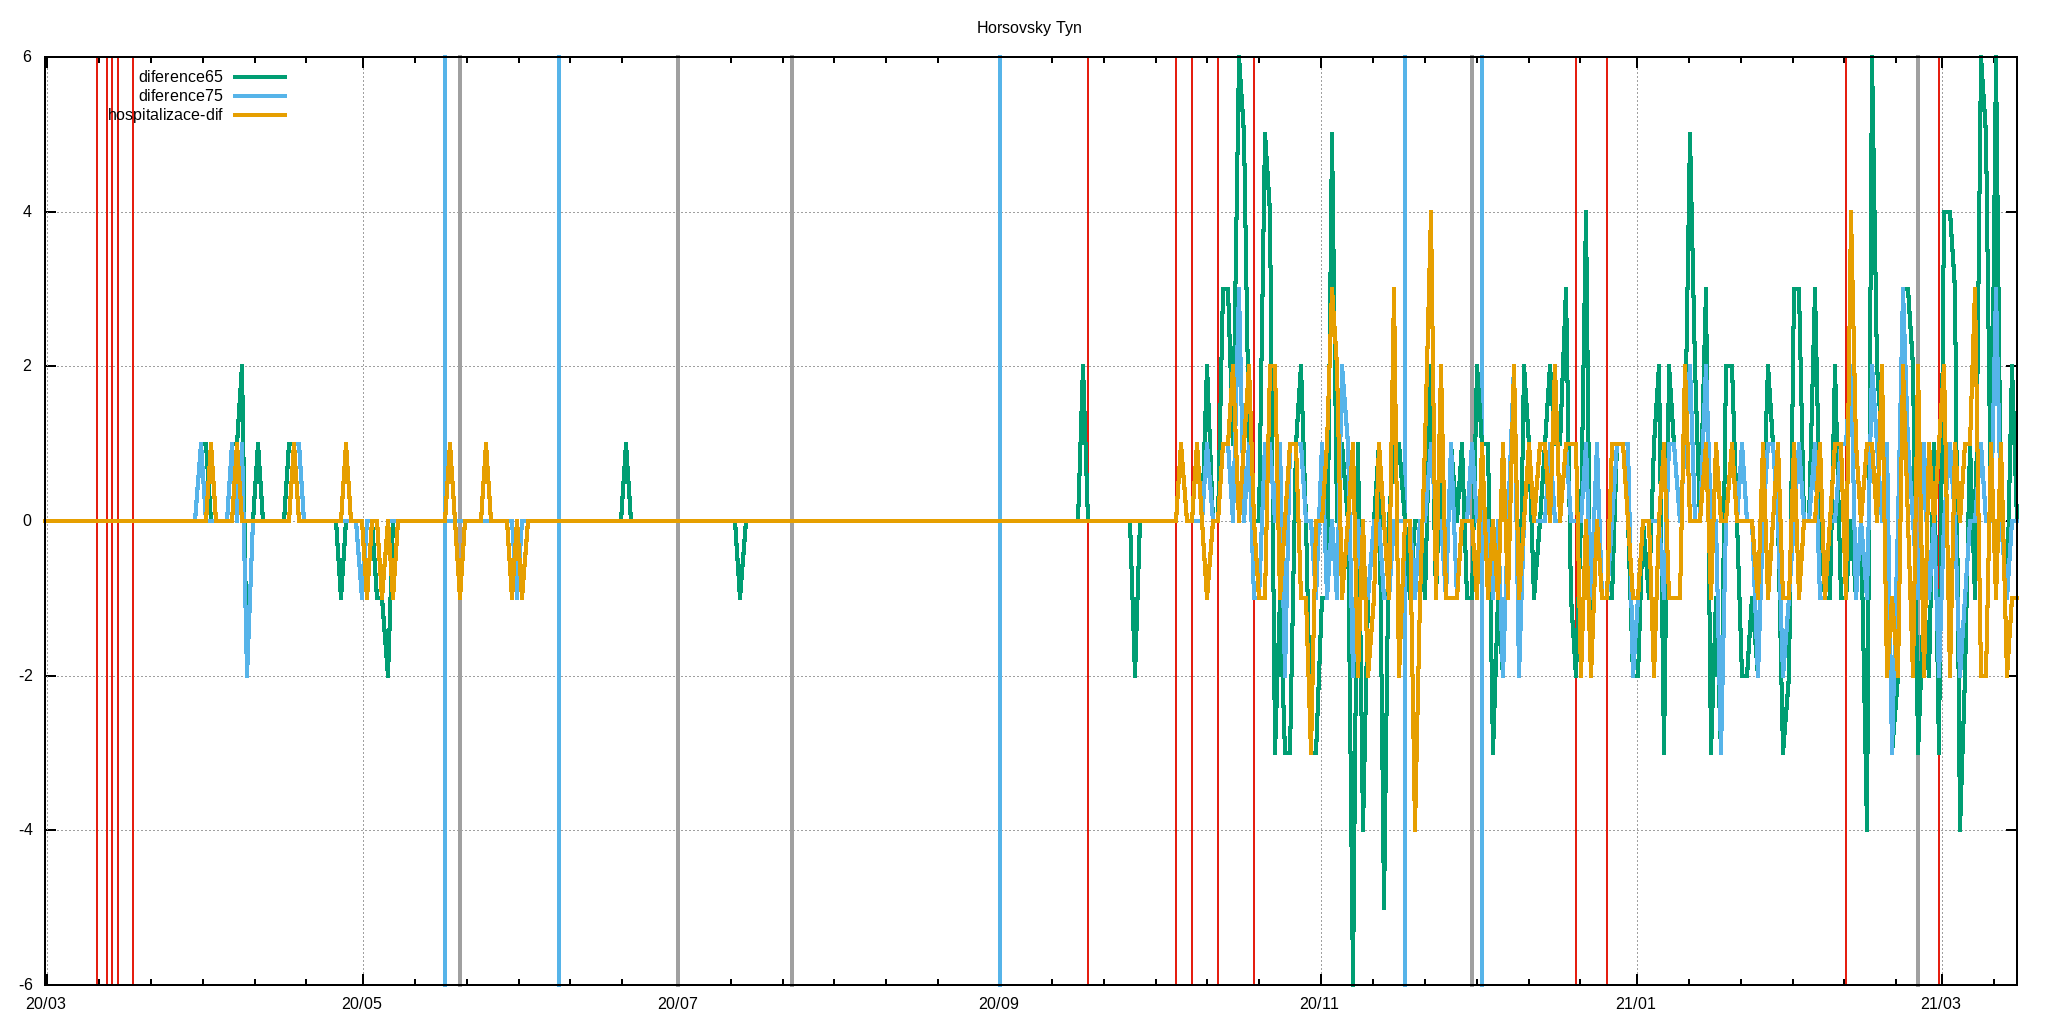 Horsovsky Tyn
6
diference65
diference75
hospitalizace-dif
4
2
0
-2
-4
-6
20/03 20/05 20/07 20/09 20/11 21/01 21/03